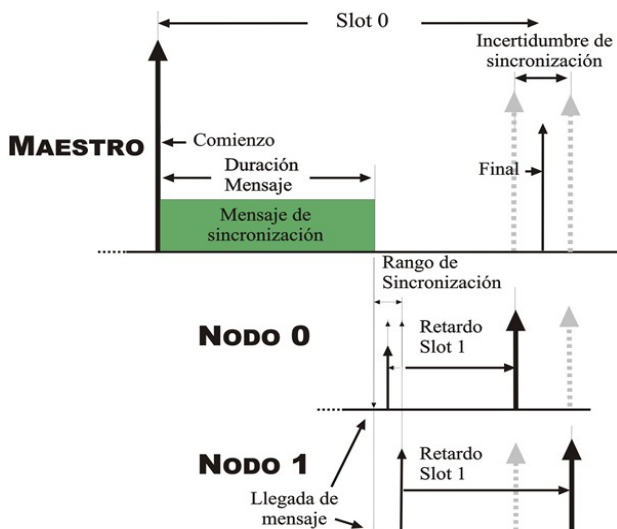 Slot 0
Incertidumbre de
sincronización
MAESTRO
Comienzo
Duración
Mensaje
Final
Mensaje de
sincronización
Rango de
Sincronización
NODO 0
Retardo
Slot 1
NODO 1
Retardo
Slot 1
Llegada de
mensaje